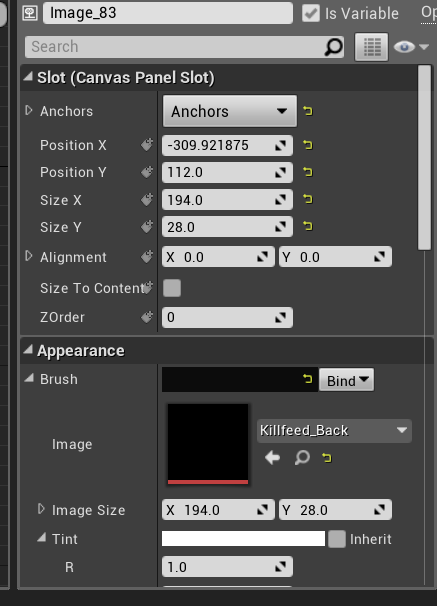 Image_83 Is Variable Op
Search
Slot (Canvas Panel Slot)
Anchors Anchors
Position X -309.921875
Position Y 112.0
Size X 194.0
Size Y 28.0
Alignment X 0.0 Y 0.0
Size To Content
ZOrder 0
Appearance
Brush Bind
Image Killfeed_Back
Image Size X 194.0 Y 28.0
Tint Inherit
R 1.0